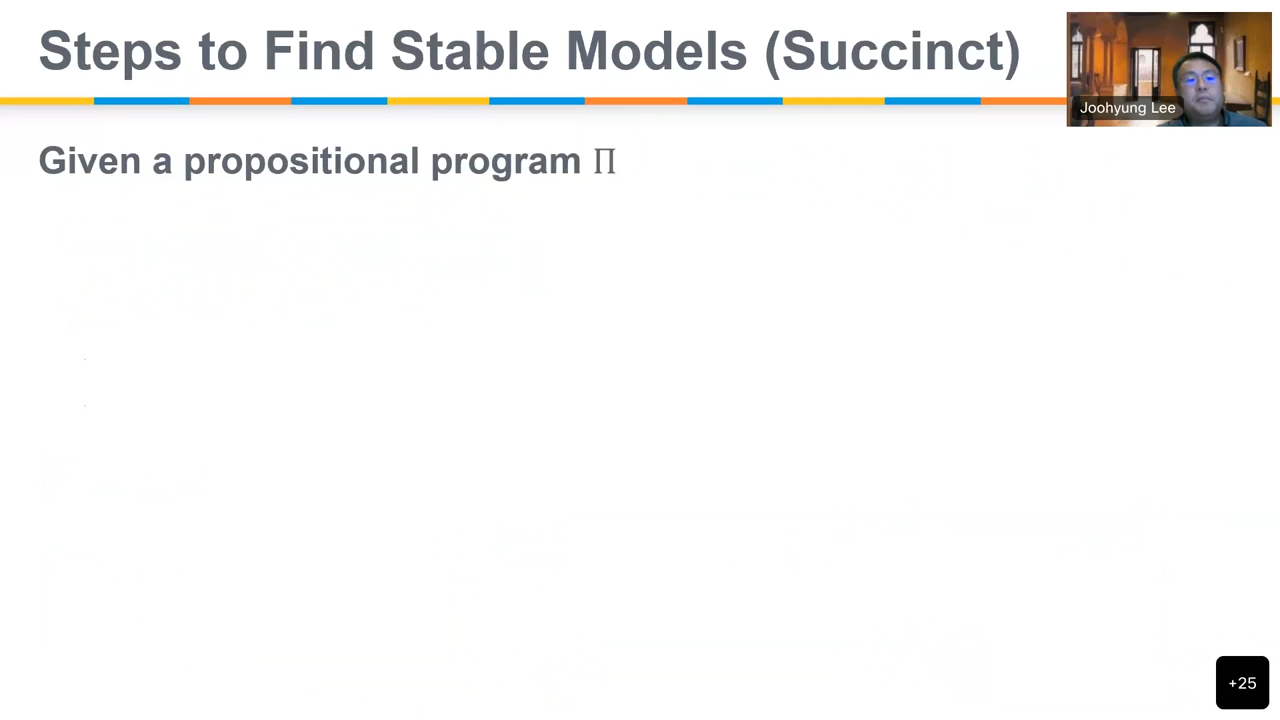 Steps to Find Stable Models (Succinct)
Joohyung Lee
Given a propositional program Π
+25